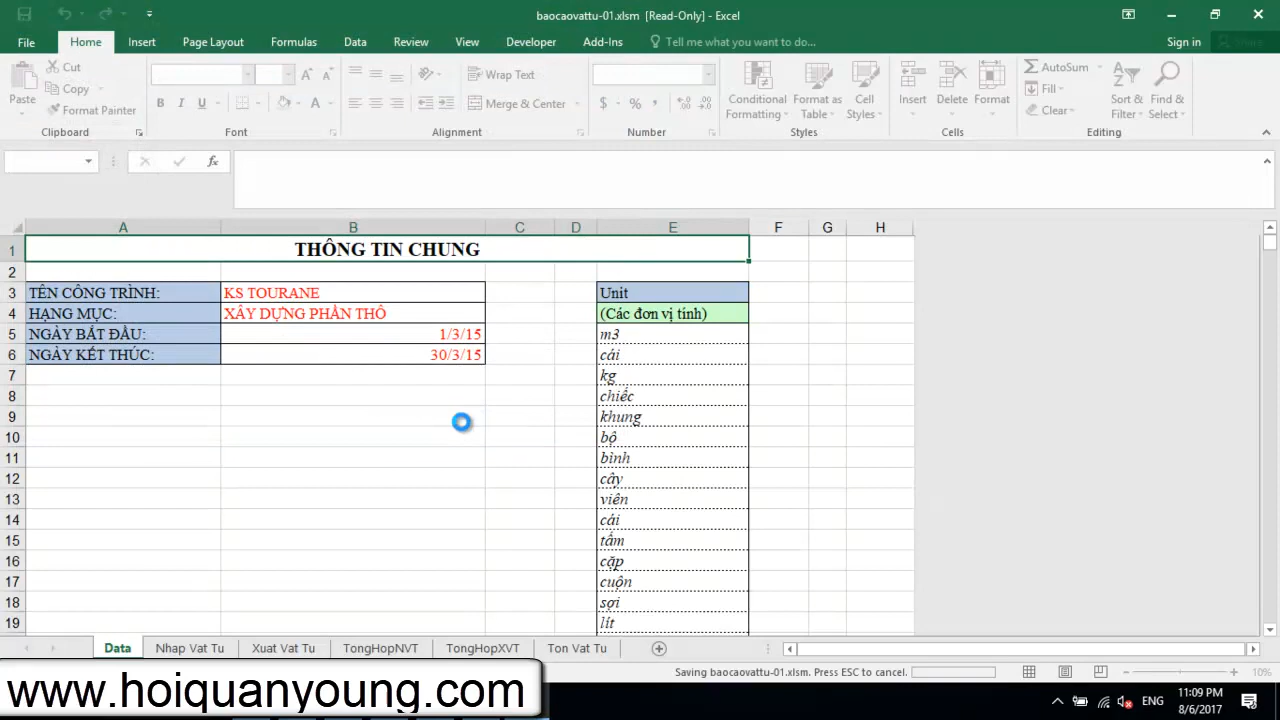 baocaovattu-01.xlsm [Read-Only] - Excel
File Home Insert Page Layout Formulas Data Review View Developer Add-Ins Tell me what you want to do... Sign in Share
Paste
Cut
Copy
Format Painter
Clipboard
B I U A
Font
Wrap Text
Merge & Center
Alignment
$ % ,
Number
Conditional Formatting
Format as Table
Cell Styles
Styles
Insert Delete Format
Cells
AutoSum
Fill
Clear
Sort & Filter
Find & Select
Editing
fx
A B C D E F G H
1 THÔNG TIN CHUNG
2
3 TÊN CÔNG TRÌNH: KS TOURANE Unit
4 HẠNG MỤC: XÂY DỰNG PHẦN THÔ (Các đơn vị tính)
5 NGÀY BẮT ĐẦU: 1/3/15 m3
6 NGÀY KẾT THÚC: 30/3/15 cái
7 kg
8 chiếc
9 khung
10 bộ
11 bình
12 cây
13 viên
14 cái
15 tấm
16 cặp
17 cuộn
18 sợi
19 lít
Data Nhap Vat Tu Xuat Vat Tu TongHopNVT TongHopXVT Ton Vat Tu
Saving baocaovattu-01.xlsm. Press ESC to cancel. 10%
www.hoiquanyoung.com
ENG
11:09 PM
8/6/2017